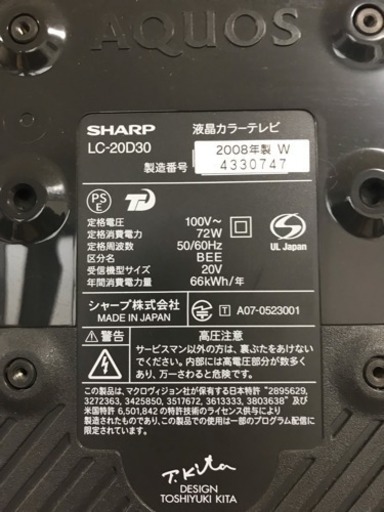 AQUOS
SHARP 液晶カラーテレビ
LC-20D30 2008年製 W
製造番号 4330747
PS E
定格電圧 100V~
定格消費電力 72W
定格周波数 50/60Hz
区分名 BEE
受信機型サイズ 20V
年間消費電力量 66kWh/年
UL Japan
シャープ株式会社
MADE IN JAPAN
T A07-0523001
警告 高圧注意
サービスマン以外の方は、裏ぶたをあけないでく
ださい。内部には高電圧部分が数多く
あり、万一さわると危険です。
この製品は、マクロヴィジョン社が保有する日本特許 "2895629,
3272363, 3425850, 3517672, 3613333, 3803638" 及び
米国特許 6,501,842 の特許技術のライセンス供与により
製造されたものであり、この製品での使用は一部のプログラム配信に
限定されています。
T. Kita
DESIGN
TOSHIYUKI KITA